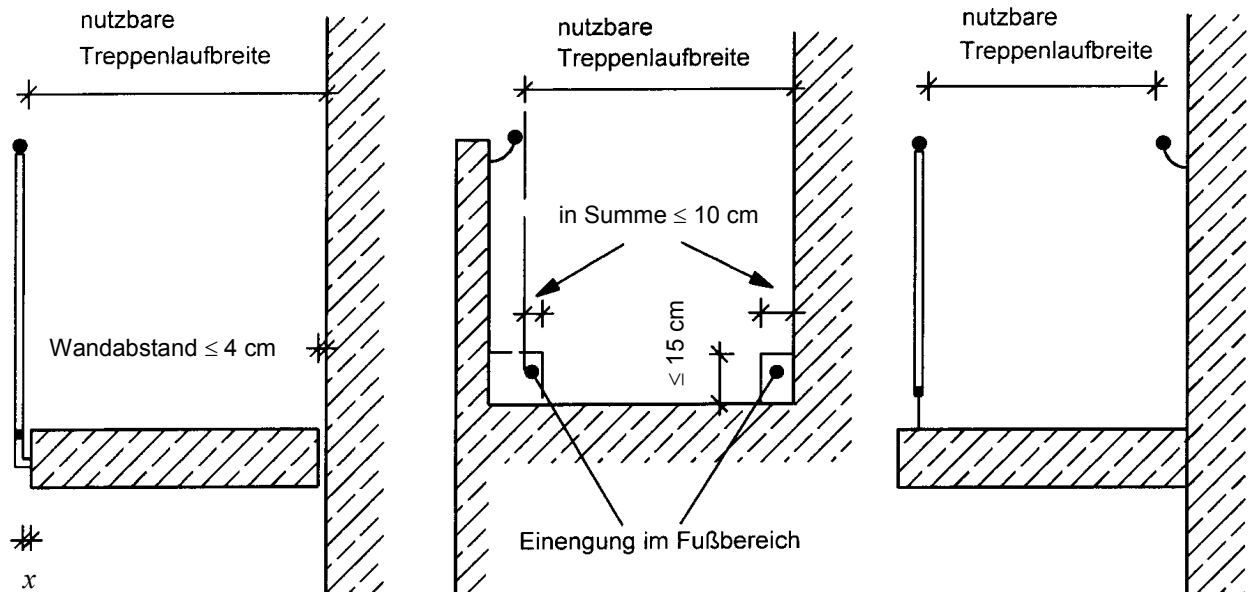 nutzbare
Treppenlaufbreite
nutzbare
Treppenlaufbreite
nutzbare
Treppenlaufbreite
in Summe ≤ 10 cm
Wandabstand ≤ 4 cm
≤ 15 cm
Einengung im Fußbereich
x